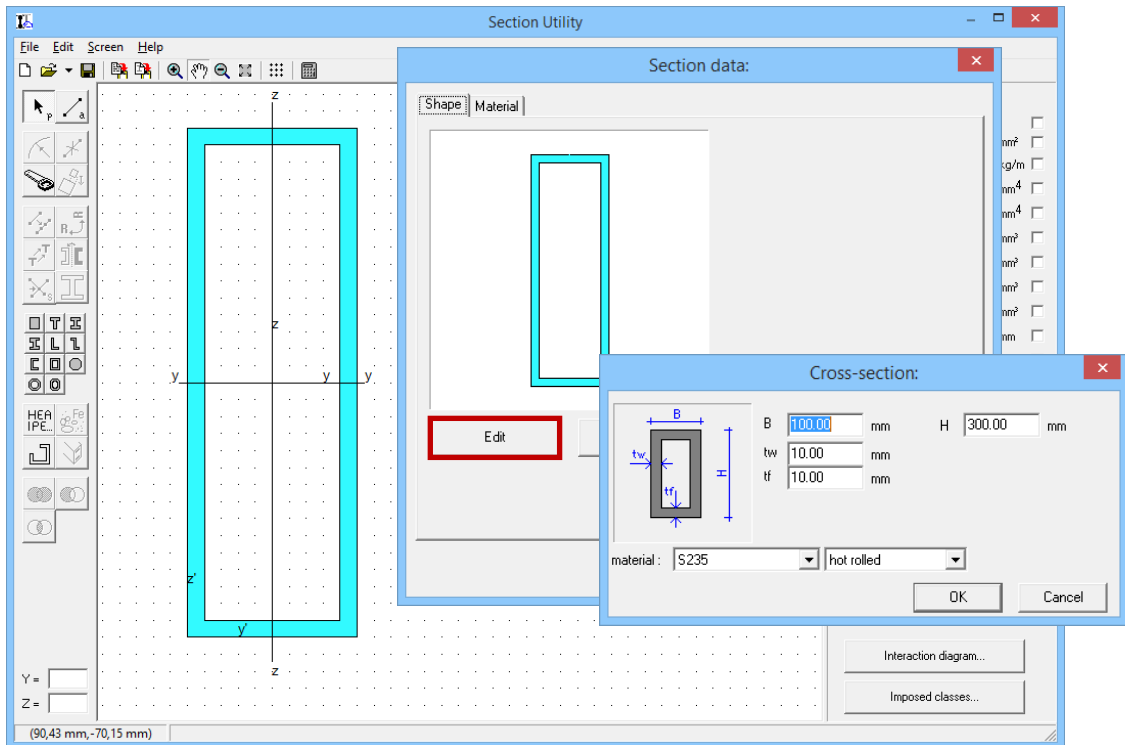 Section Utility
File Edit Screen Help
Section data:
Shape Material
Edit
z
z
y y y
z'
y'
z
p
a
R
T
s
HEA
IPE...
Fe
mm²
kg/m
mm4
mm4
mm³
mm³
mm³
mm³
mm
Cross-section:
B
tw
H
tf
B 100.00 mm H 300.00 mm
tw 10.00 mm
tf 10.00 mm
material : S235 hot rolled
OK Cancel
Interaction diagram...
Imposed classes...
Y =
Z =
(90,43 mm,-70,15 mm)